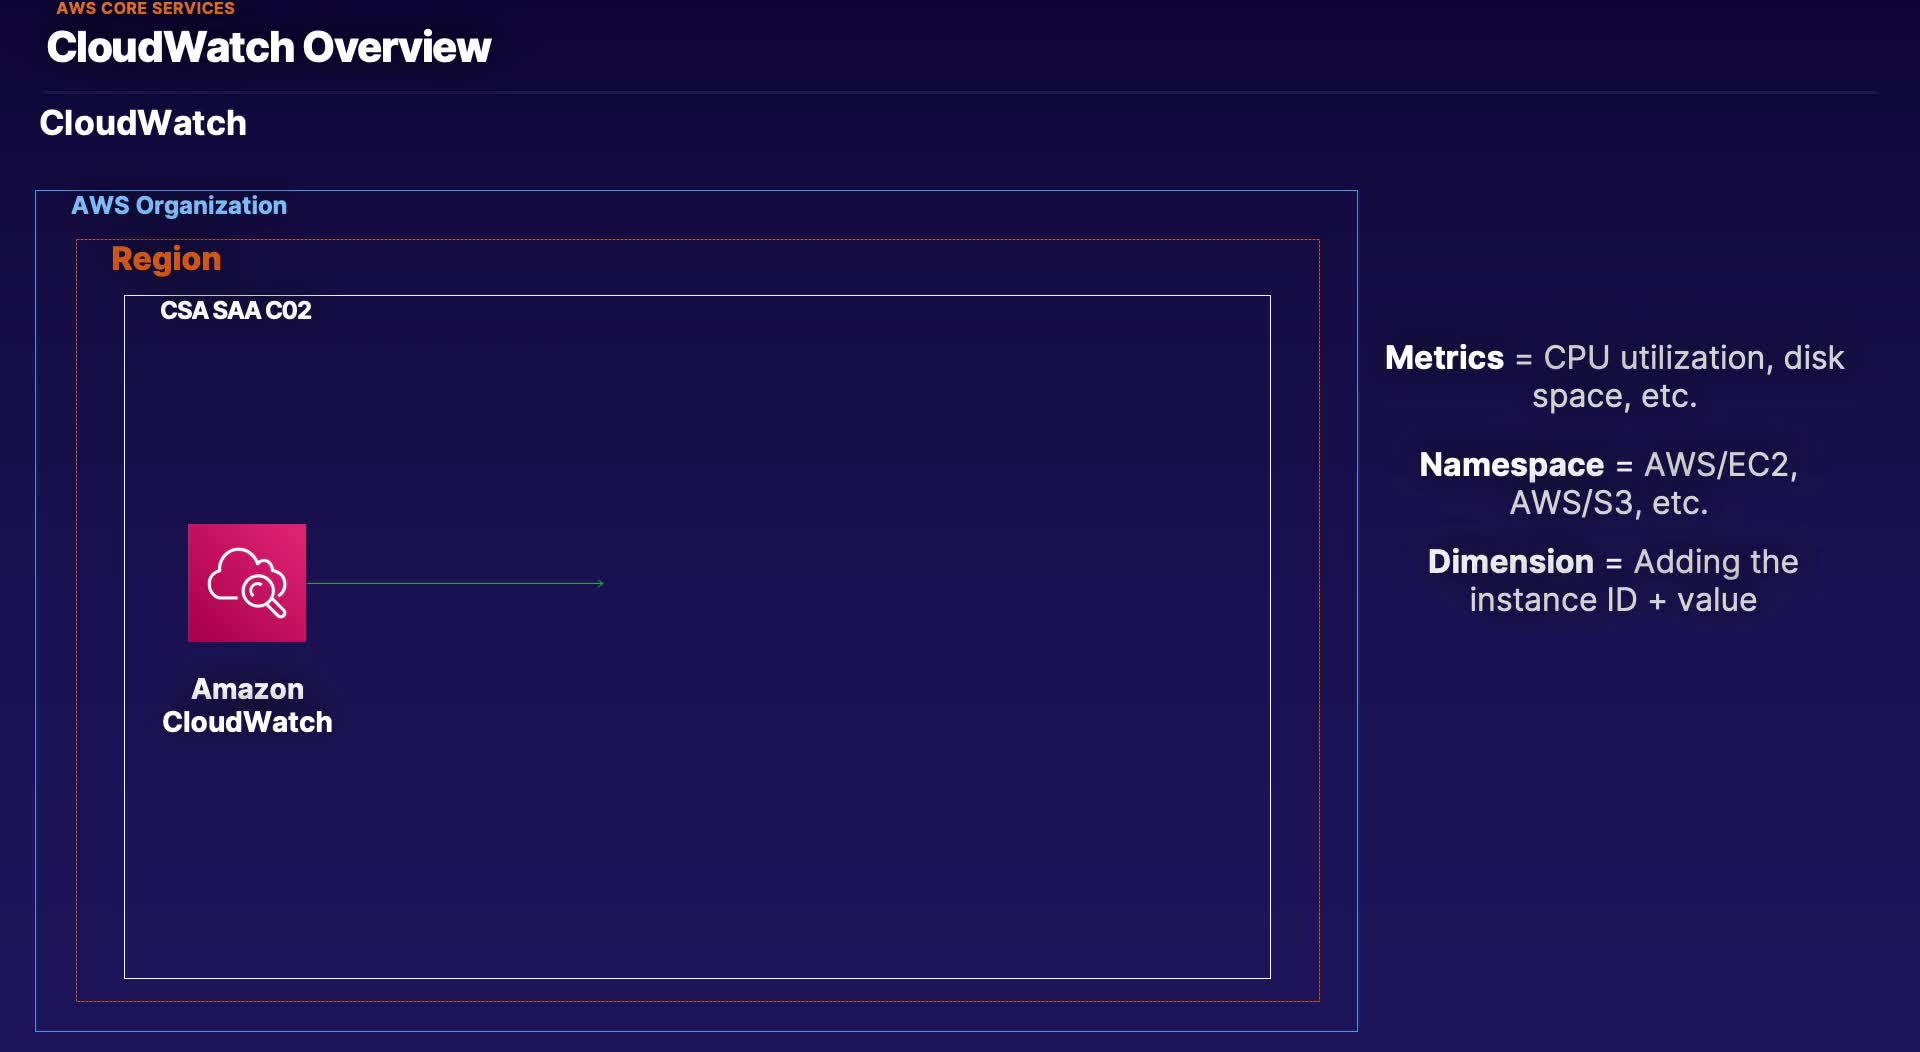 AWS CORE SERVICES
CloudWatch Overview
CloudWatch
AWS Organization
Region
CSA SAA C02
Amazon
CloudWatch
Metrics = CPU utilization, disk
space, etc.
Namespace = AWS/EC2,
AWS/S3, etc.
Dimension = Adding the
instance ID + value